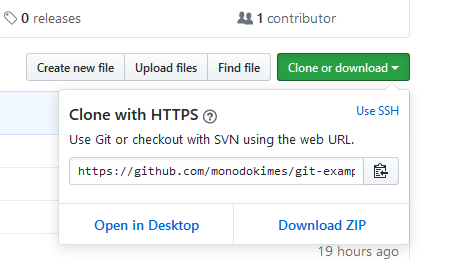 0 releases
1 contributor
Create new file
Upload files
Find file
Clone or download
Clone with HTTPS ?
Use SSH
Use Git or checkout with SVN using the web URL.
https://github.com/monodokimes/git-examp
Open in Desktop
Download ZIP
19 hours ago